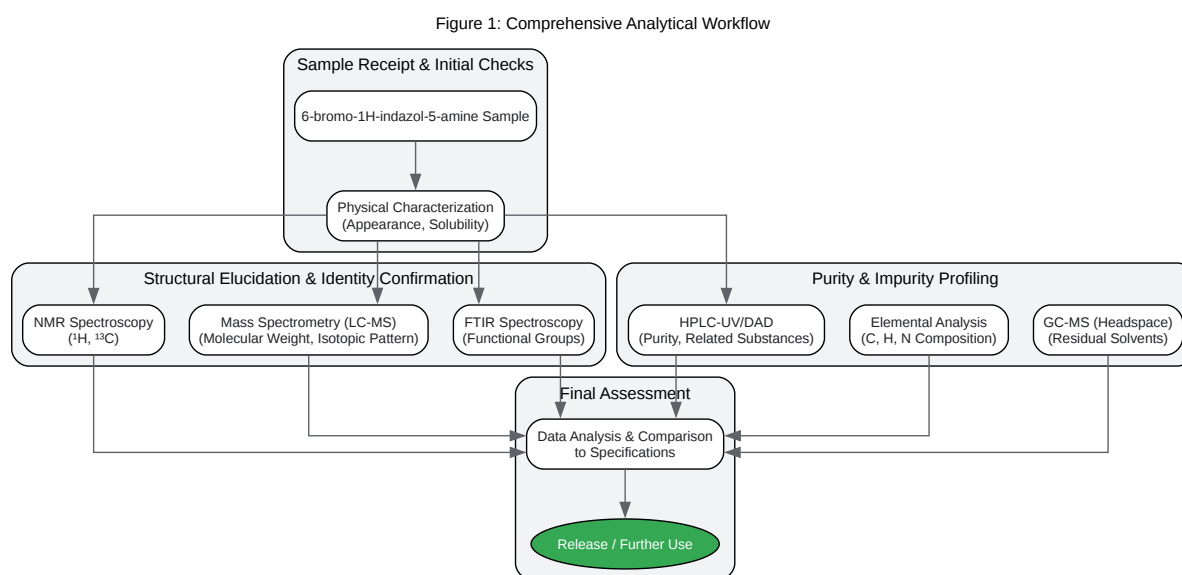 Figure 1: Comprehensive Analytical Workflow
Sample Receipt & Initial Checks
6-bromo-1H-indazol-5-amine Sample
Physical Characterization
(Appearance, Solubility)
Structural Elucidation & Identity Confirmation
NMR Spectroscopy
(¹H, ¹³C)
Mass Spectrometry (LC-MS)
(Molecular Weight, Isotopic Pattern)
FTIR Spectroscopy
(Functional Groups)
Purity & Impurity Profiling
HPLC-UV/DAD
(Purity, Related Substances)
Elemental Analysis
(C, H, N Composition)
GC-MS (Headspace)
(Residual Solvents)
Final Assessment
Data Analysis & Comparison
to Specifications
Release / Further Use